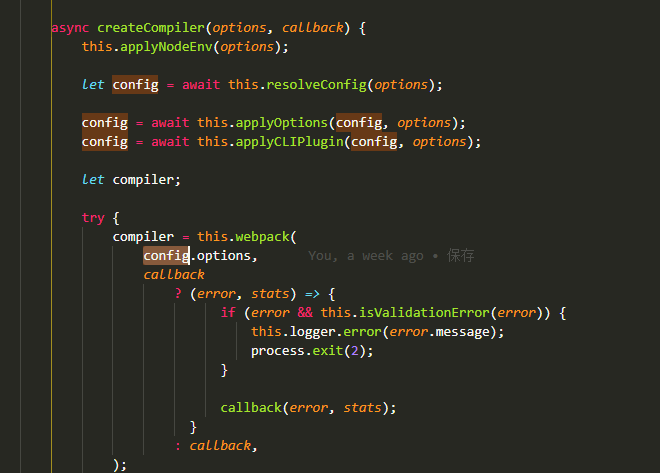 async createCompiler(options, callback) {
this.applyNodeEnv(options);
let config = await this.resolveConfig(options);
config = await this.applyOptions(config, options);
config = await this.applyCLIPlugin(config, options);
let compiler;
try {
compiler = this.webpack(
config.options, You, a week ago • 保存
callback
? (error, stats) => {
if (error && this.isValidationError(error)) {
this.logger.error(error.message);
process.exit(2);
}
callback(error, stats);
}
: callback,
);